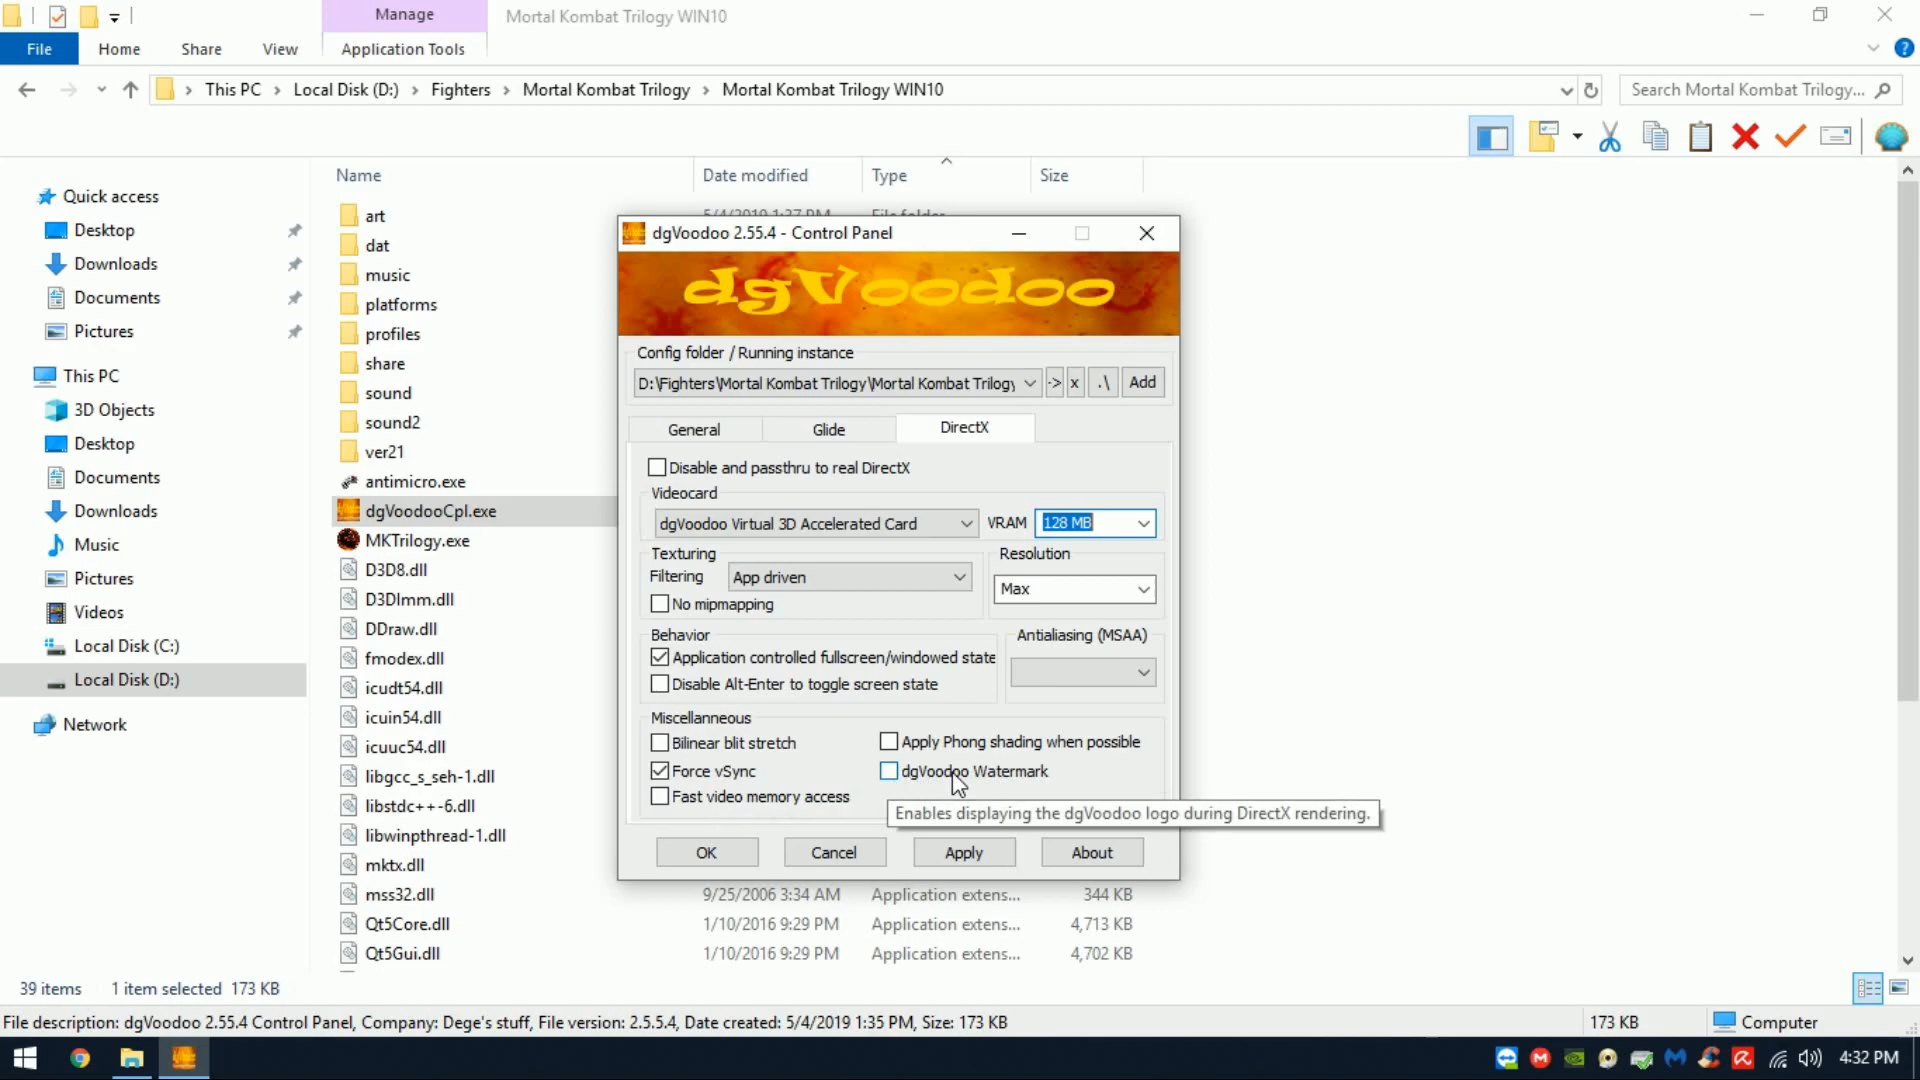 Manage
Mortal Kombat Trilogy WIN10
File
Home
Share
View
Application Tools
This PC
Local Disk (D:)
Fighters
Mortal Kombat Trilogy
Mortal Kombat Trilogy WIN10
Search Mortal Kombat Trilogy...
Name
Date modified
Type
Size
Quick access
Desktop
Downloads
Documents
Pictures
This PC
3D Objects
Desktop
Documents
Downloads
Music
Pictures
Videos
Local Disk (C:)
Local Disk (D:)
Network
art
dat
music
platforms
profiles
share
sound
sound2
ver21
antimicro.exe
dgVoodooCpl.exe
MKTrilogy.exe
D3D8.dll
D3DImm.dll
DDraw.dll
fmodex.dll
icudt54.dll
icuin54.dll
icuuc54.dll
libgcc_s_seh-1.dll
libstdc++-6.dll
libwinpthread-1.dll
mktx.dll
mss32.dll 9/25/2006 3:34 AM Application extens... 344 KB
Qt5Core.dll 1/10/2016 9:29 PM Application extens... 4,713 KB
Qt5Gui.dll 1/10/2016 9:29 PM Application extens... 4,702 KB
dgVoodoo 2.55.4 - Control Panel
dgVoodoo
Config folder / Running instance
D:\Fighters\Mortal Kombat Trilogy\Mortal Kombat Trilogy
->
x
.\
Add
General
Glide
DirectX
Disable and passthru to real DirectX
Videocard
dgVoodoo Virtual 3D Accelerated Card
VRAM
128 MB
Texturing
Filtering
App driven
No mipmapping
Resolution
Max
Behavior
Application controlled fullscreen/windowed state
Disable Alt-Enter to toggle screen state
Antialiasing (MSAA)
Miscellaneous
Bilinear blit stretch
Apply Phong shading when possible
Force vSync
dgVoodoo Watermark
Fast video memory access
Enables displaying the dgVoodoo logo during DirectX rendering.
OK
Cancel
Apply
About
39 items
1 item selected 173 KB
File description: dgVoodoo 2.55.4 Control Panel, Company: Dege's stuff, File version: 2.5.5.4, Date created: 5/4/2019 1:35 PM, Size: 173 KB
173 KB
Computer
4:32 PM